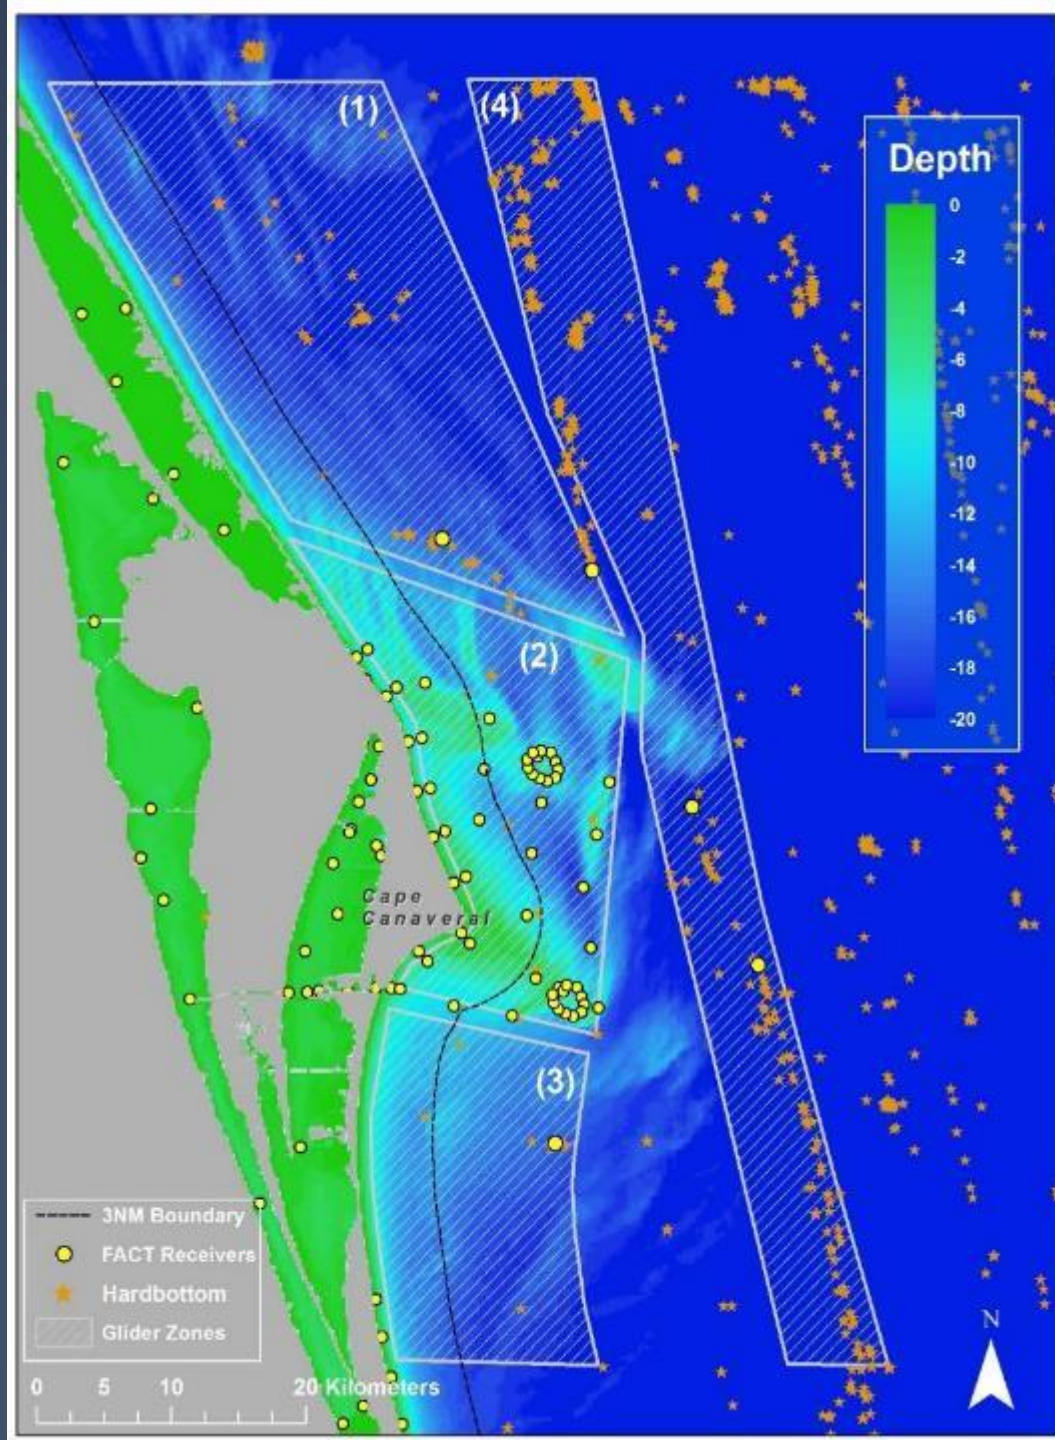 (1)
(4)
Depth
0
-2
-4
-6
-8
-10
-12
-14
-16
-18
-20
(2)
Cape
Canaveral
(3)
3NM Boundary
FACT Receivers
Hardbottom
Glider Zones
N
0 5 10 20 Kilometers